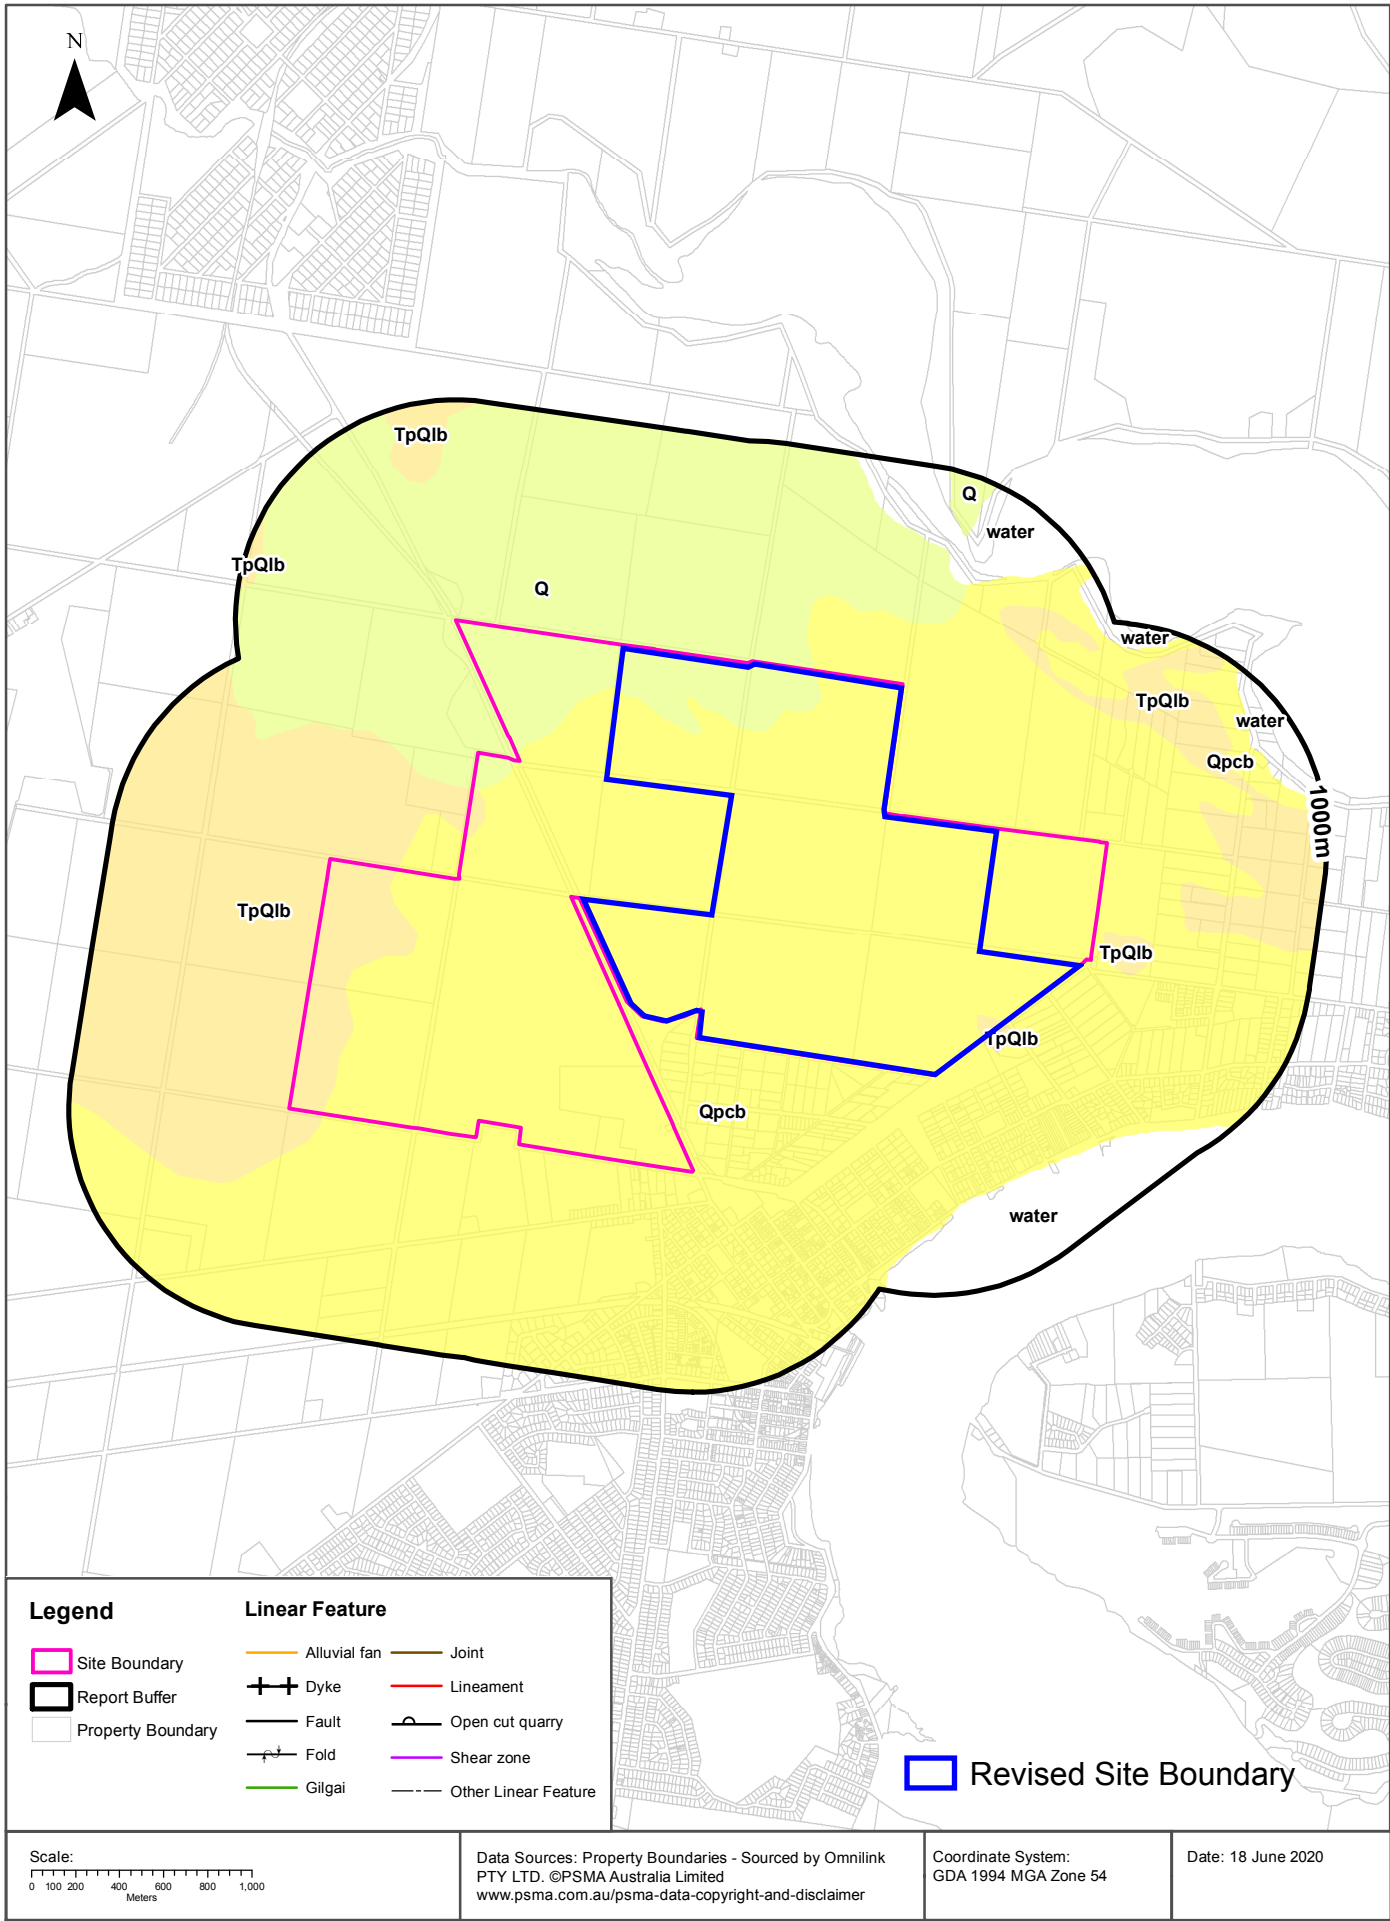 N
TpQlb
Q
water
TpQlb
Q
water
TpQlb
water
Qpcb
1000m
TpQlb
TpQlb
TpQlb
Qpcb
water
Legend
Site Boundary
Report Buffer
Property Boundary
Linear Feature
Alluvial fan
Dyke
Fault
Fold
Gilgai
Joint
Lineament
Open cut quarry
Shear zone
Other Linear Feature
Revised Site Boundary
Scale:
0 100 200 400 600 800 1,000
Meters
Data Sources: Property Boundaries - Sourced by Omnilink
PTY LTD. ©PSMA Australia Limited
www.psma.com.au/psma-data-copyright-and-disclaimer
Coordinate System:
GDA 1994 MGA Zone 54
Date: 18 June 2020